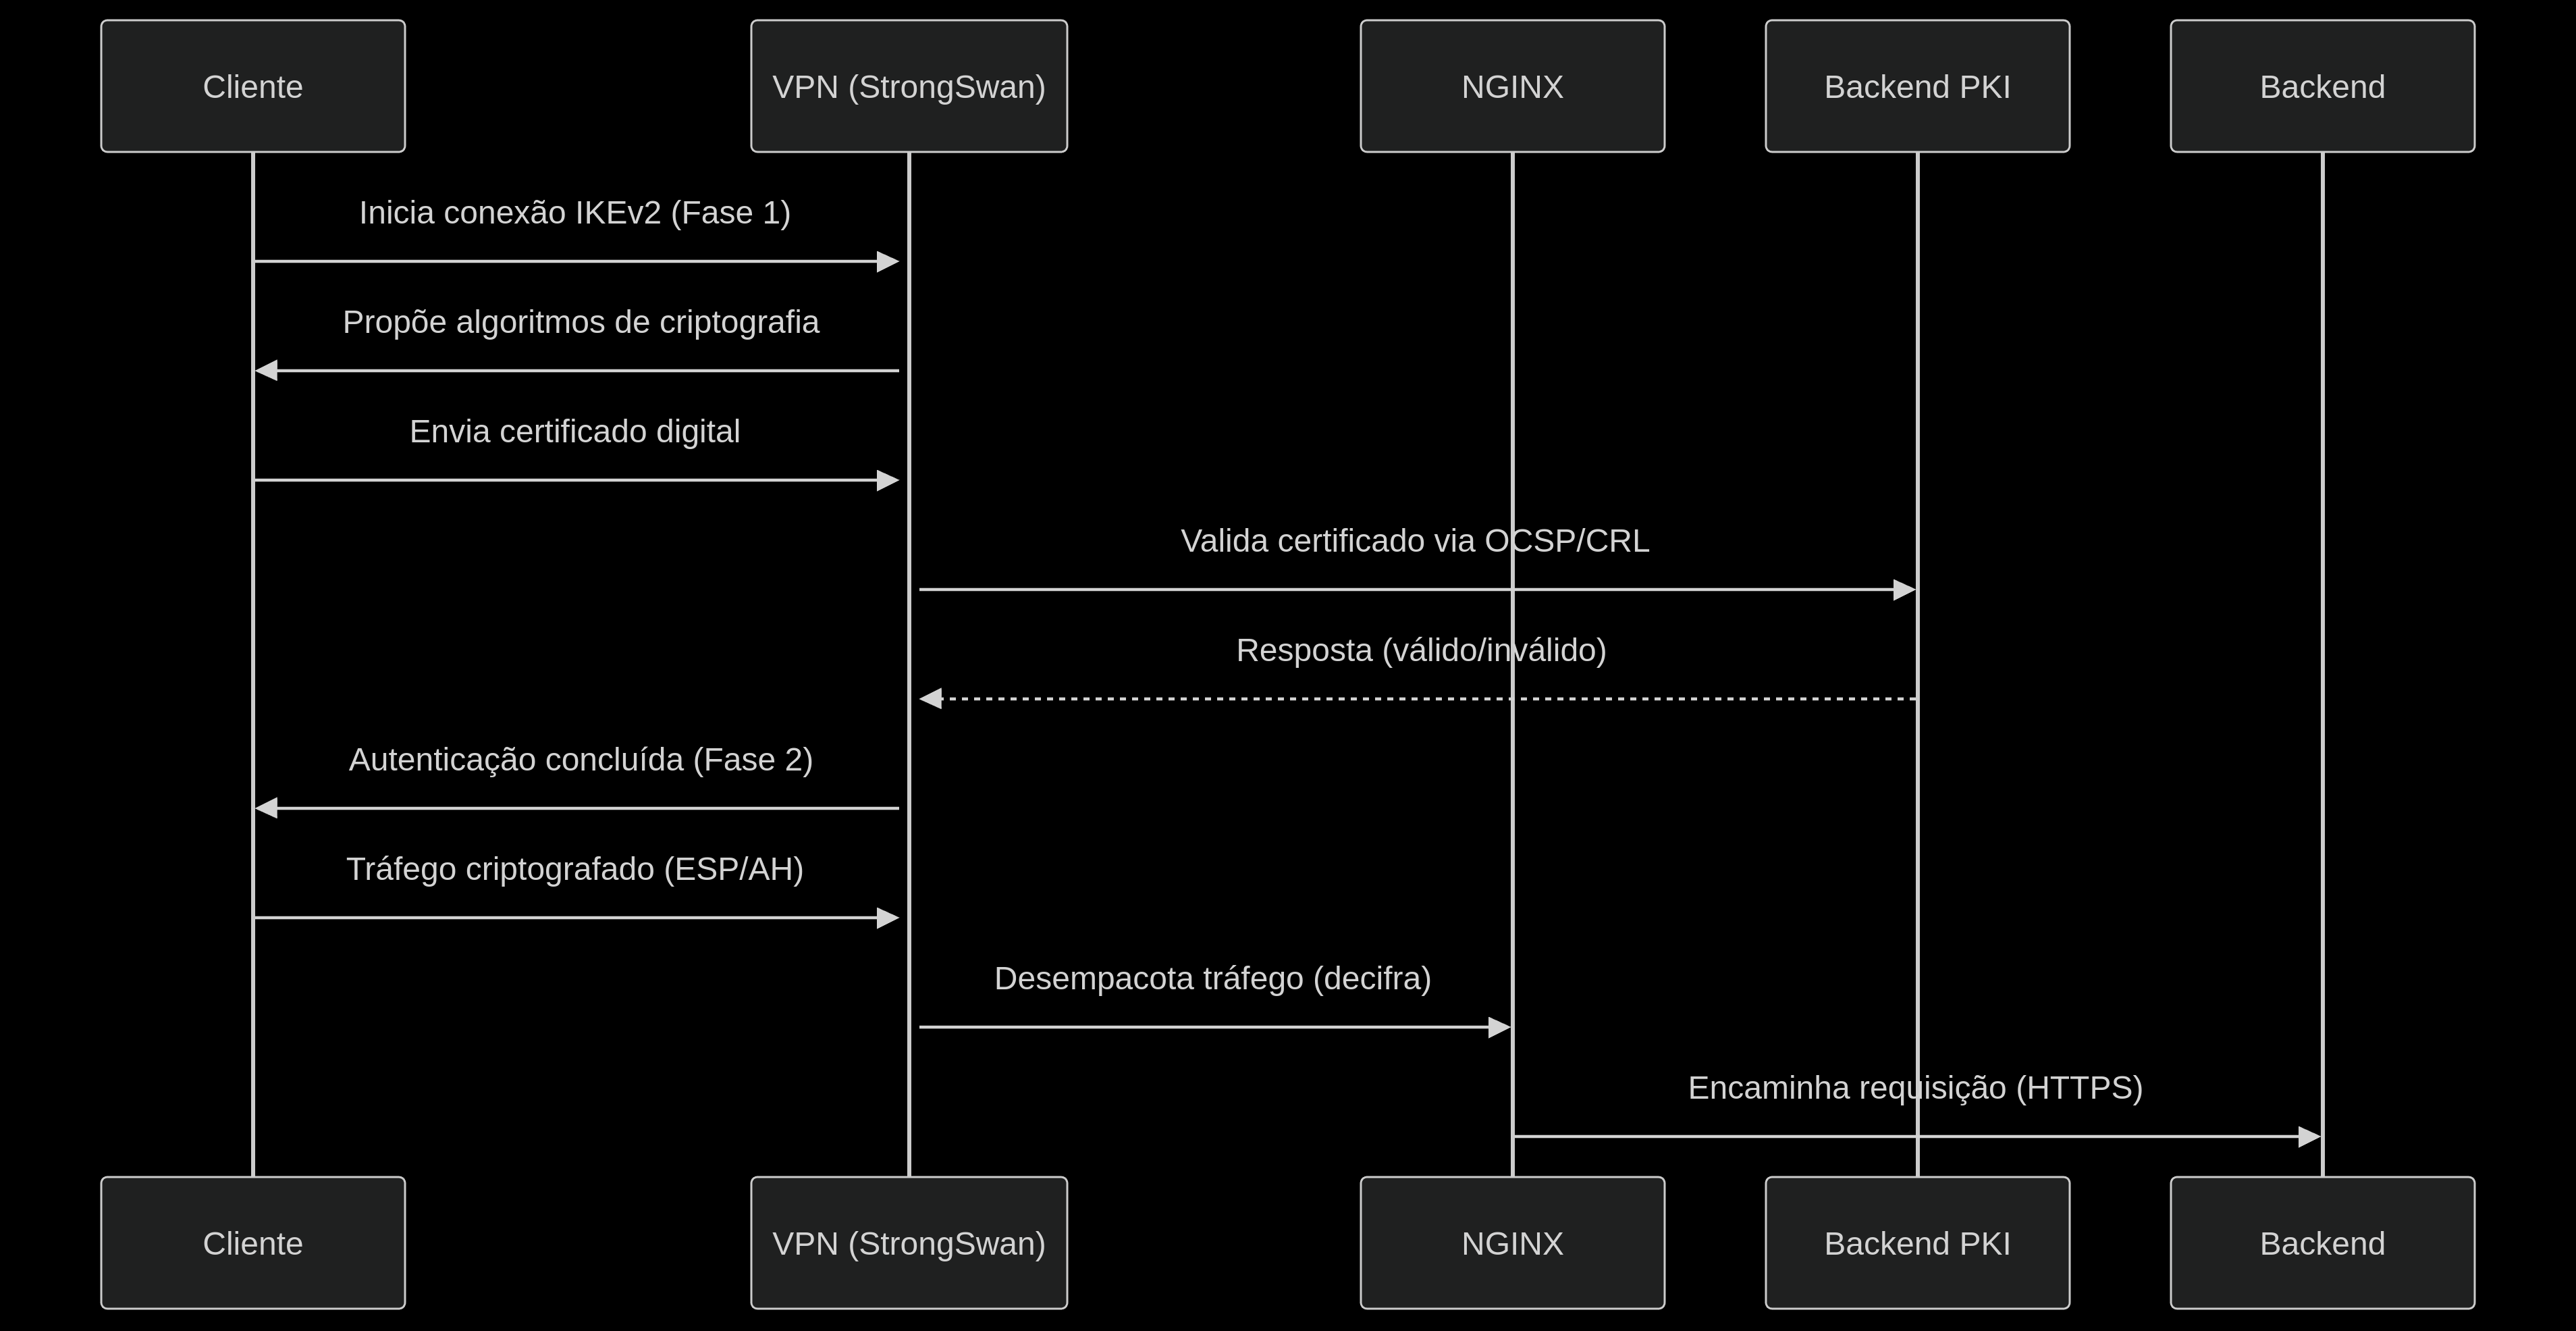 Cliente
VPN (StrongSwan)
NGINX
Backend PKI
Backend
Inicia conexão IKEv2 (Fase 1)
Propõe algoritmos de criptografia
Envia certificado digital
Valida certificado via OCSP/CRL
Resposta (válido/inválido)
Autenticação concluída (Fase 2)
Tráfego criptografado (ESP/AH)
Desempacota tráfego (decifra)
Encaminha requisição (HTTPS)
Cliente
VPN (StrongSwan)
NGINX
Backend PKI
Backend